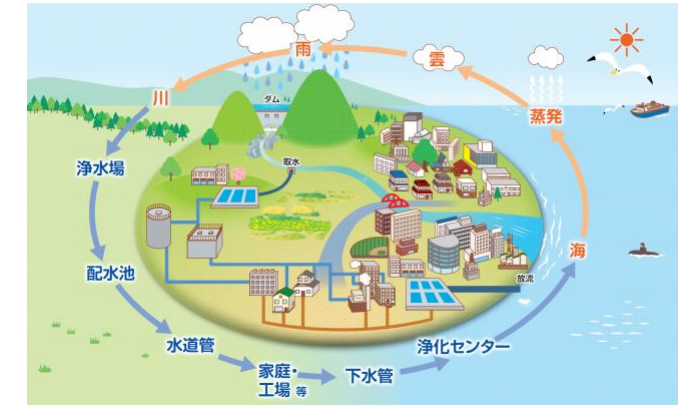 雨
雲
川
ダム
蒸発
浄水場
取水
海
配水池
放流
水道管
浄化センター
家庭・
工場 等
下水管